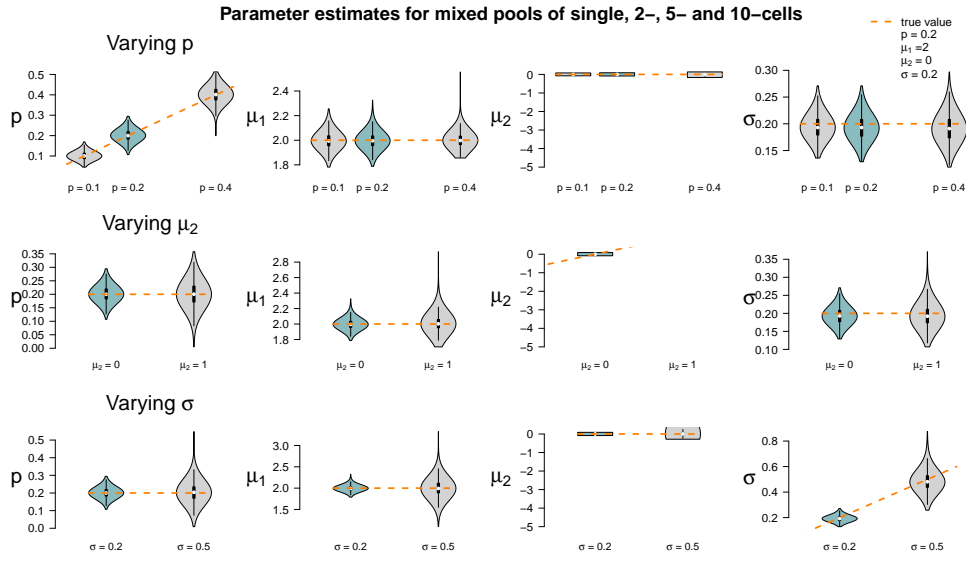 Parameter estimates for mixed pools of single, 2−, 5− and 10−cells
true value
p = 0.2
μ1 =2
μ2 = 0
σ = 0.2
Varying p
p
0.5
0.4
0.3
0.2
0.1
p = 0.1 p = 0.2 p = 0.4
μ1
2.4
2.2
2.0
1.8
p = 0.1 p = 0.2 p = 0.4
μ2
0
−1
−2
−3
−4
−5
p = 0.1 p = 0.2 p = 0.4
σ
0.30
0.25
0.20
0.15
p = 0.1 p = 0.2 p = 0.4
Varying μ2
p
0.35
0.30
0.25
0.20
0.15
0.10
0.05
0.00
μ2 = 0 μ2 = 1
μ1
2.8
2.6
2.4
2.2
2.0
1.8
μ2 = 0 μ2 = 1
μ2
0
−1
−2
−3
−4
−5
μ2 = 0 μ2 = 1
σ
0.35
0.30
0.25
0.20
0.15
0.10
μ2 = 0 μ2 = 1
Varying σ
p
0.5
0.4
0.3
0.2
0.1
0.0
σ = 0.2 σ = 0.5
μ1
3.0
2.5
2.0
1.5
σ = 0.2 σ = 0.5
μ2
0
−1
−2
−3
−4
−5
σ = 0.2 σ = 0.5
σ
0.8
0.6
0.4
0.2
σ = 0.2 σ = 0.5